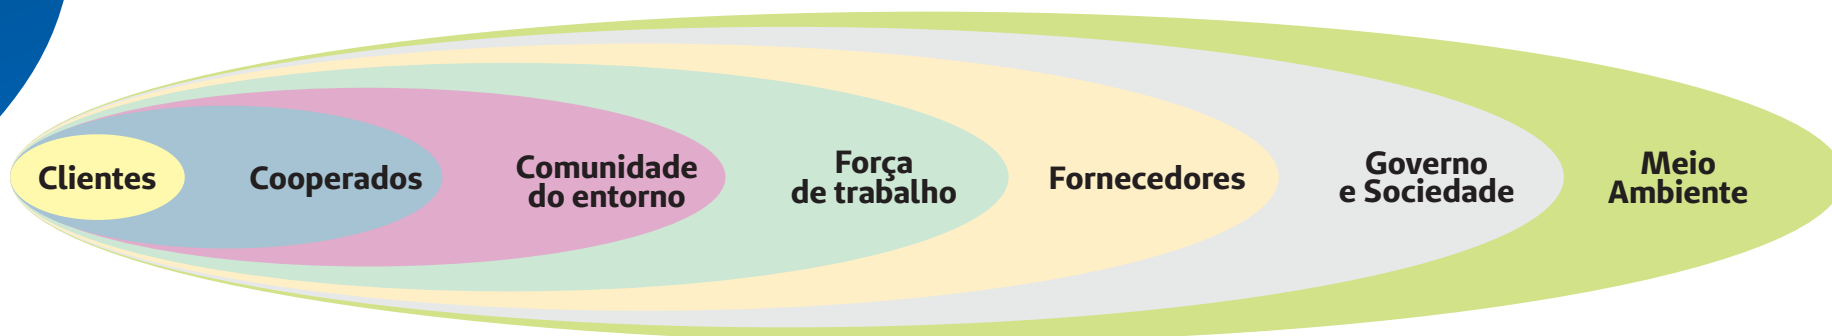 Clientes
Cooperados
Comunidade
do entorno
Força
de trabalho
Fornecedores
Governo
e Sociedade
Meio
Ambiente